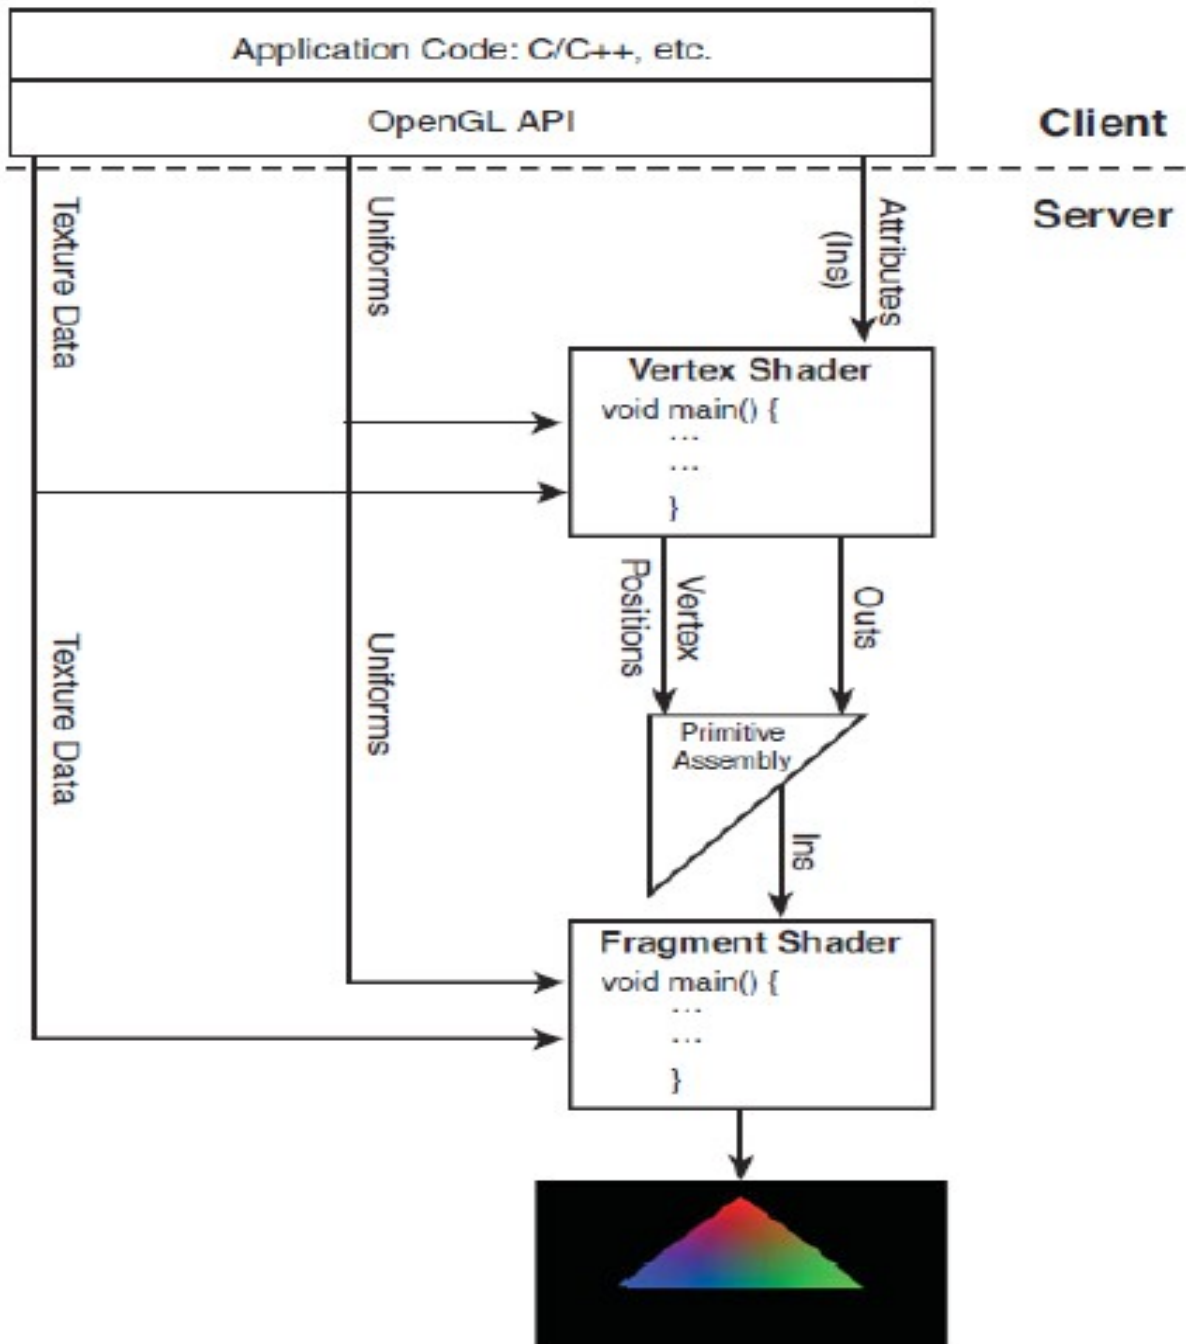 Application Code: C/C++, etc.
OpenGL API
Client
Server
Texture Data
Uniforms
Attributes
(Ins)
Vertex Shader
void main() {
...
...
}
Vertex
Positions
Outs
Texture Data
Uniforms
Primitive
Assembly
Ins
Fragment Shader
void main() {
...
...
}